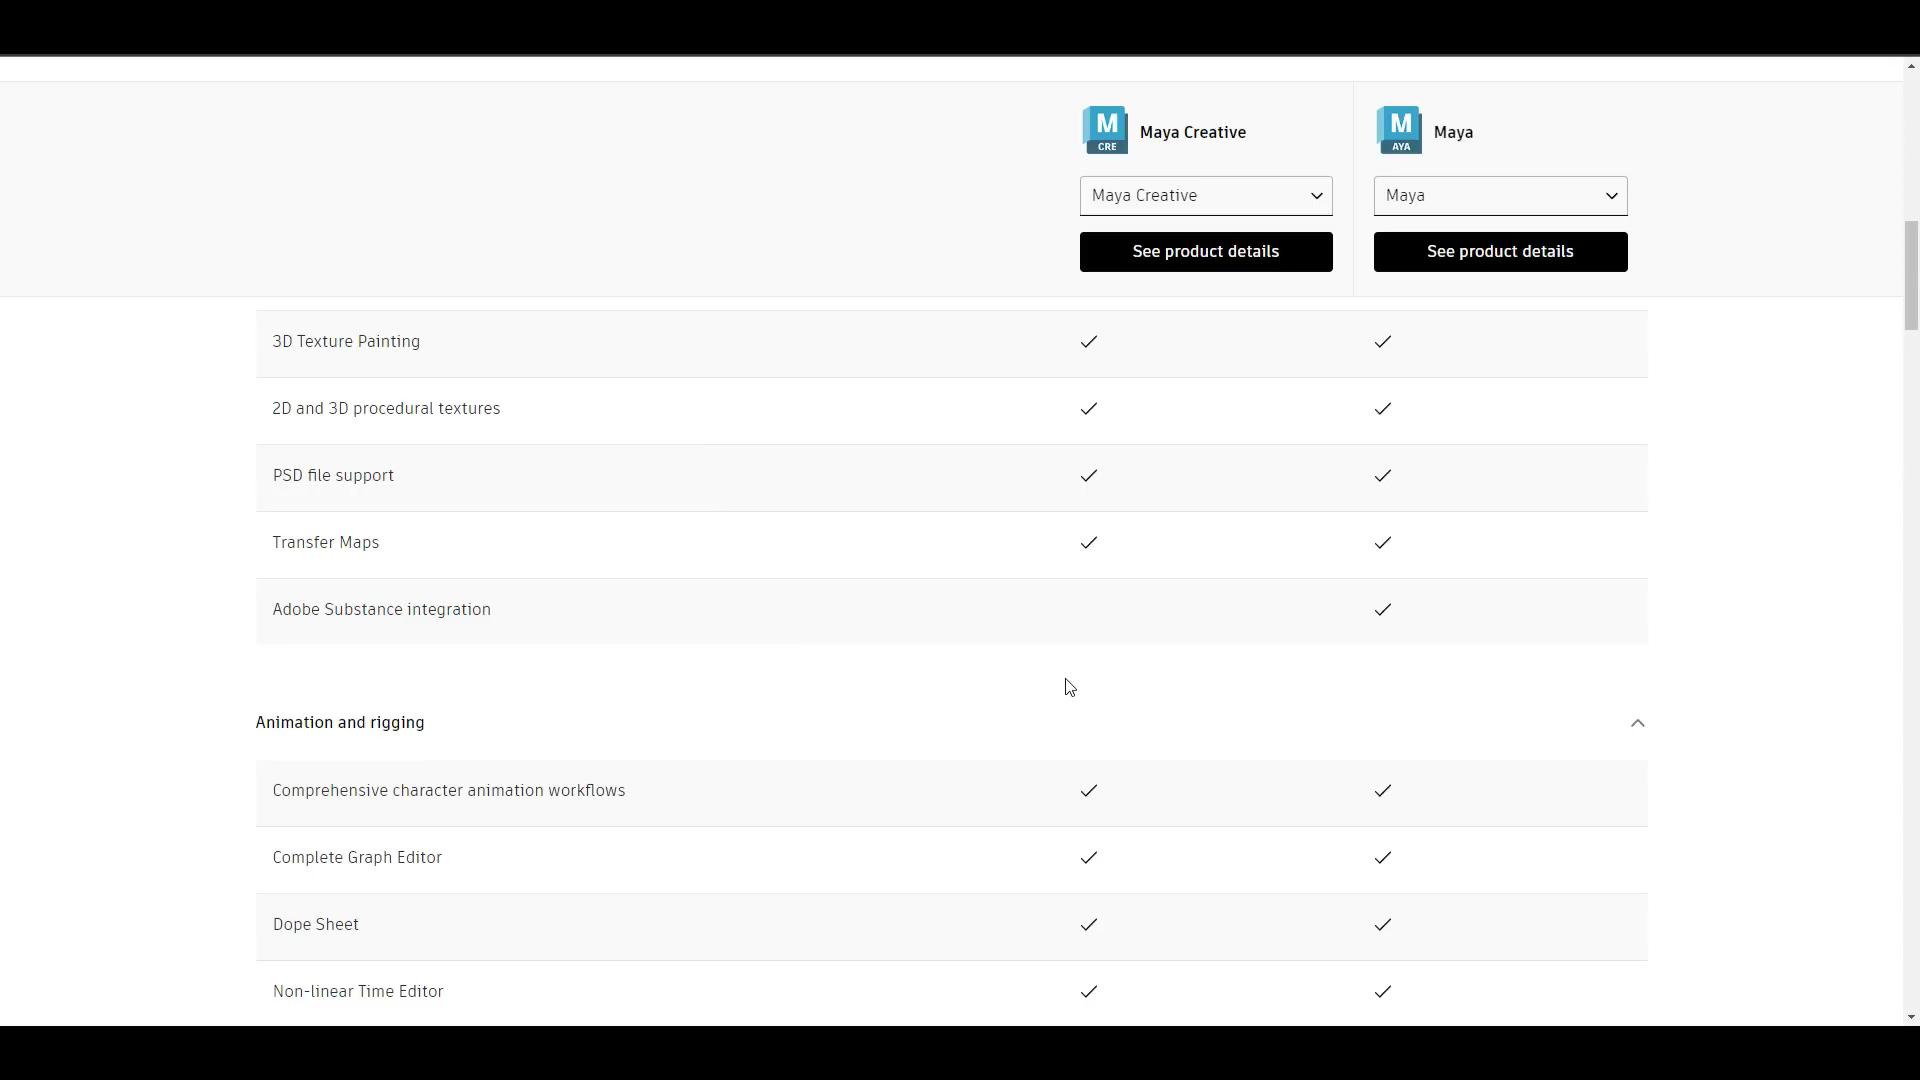 M
CRE
Maya Creative
M
AYA
Maya
Maya Creative
Maya
See product details
See product details
3D Texture Painting
2D and 3D procedural textures
PSD file support
Transfer Maps
Adobe Substance integration
Animation and rigging
Comprehensive character animation workflows
Complete Graph Editor
Dope Sheet
Non-linear Time Editor